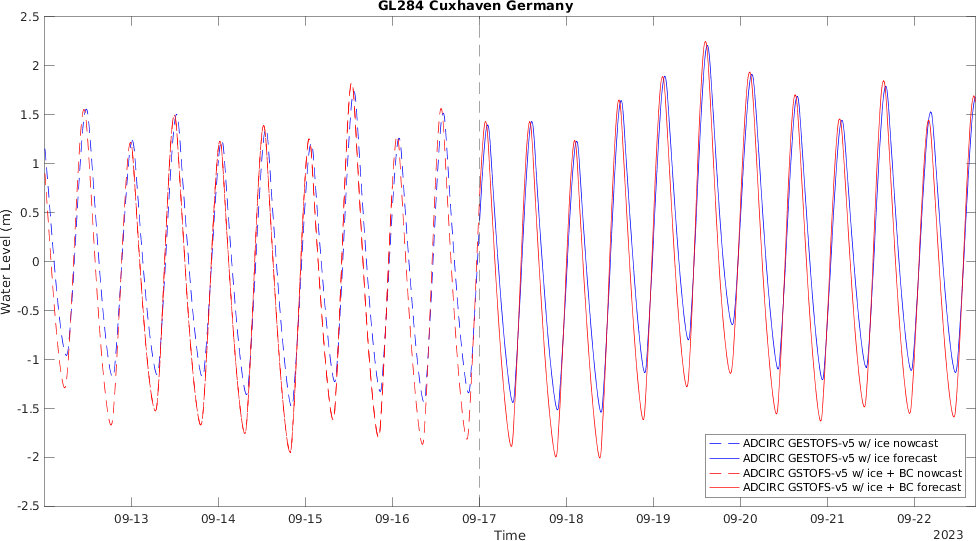 GL284 Cuxhaven Germany
2.5
2
1.5
1
0.5
0
-0.5
-1
-1.5
-2
-2.5
Water Level (m)
ADCIRC GESTOFS-v5 w/ ice nowcast
ADCIRC GESTOFS-v5 w/ ice forecast
ADCIRC GSTOFS-v5 w/ ice + BC nowcast
ADCIRC GSTOFS-v5 w/ ice + BC forecast
09-13 09-14 09-15 09-16 09-17 09-18 09-19 09-20 09-21 09-22
Time
2023